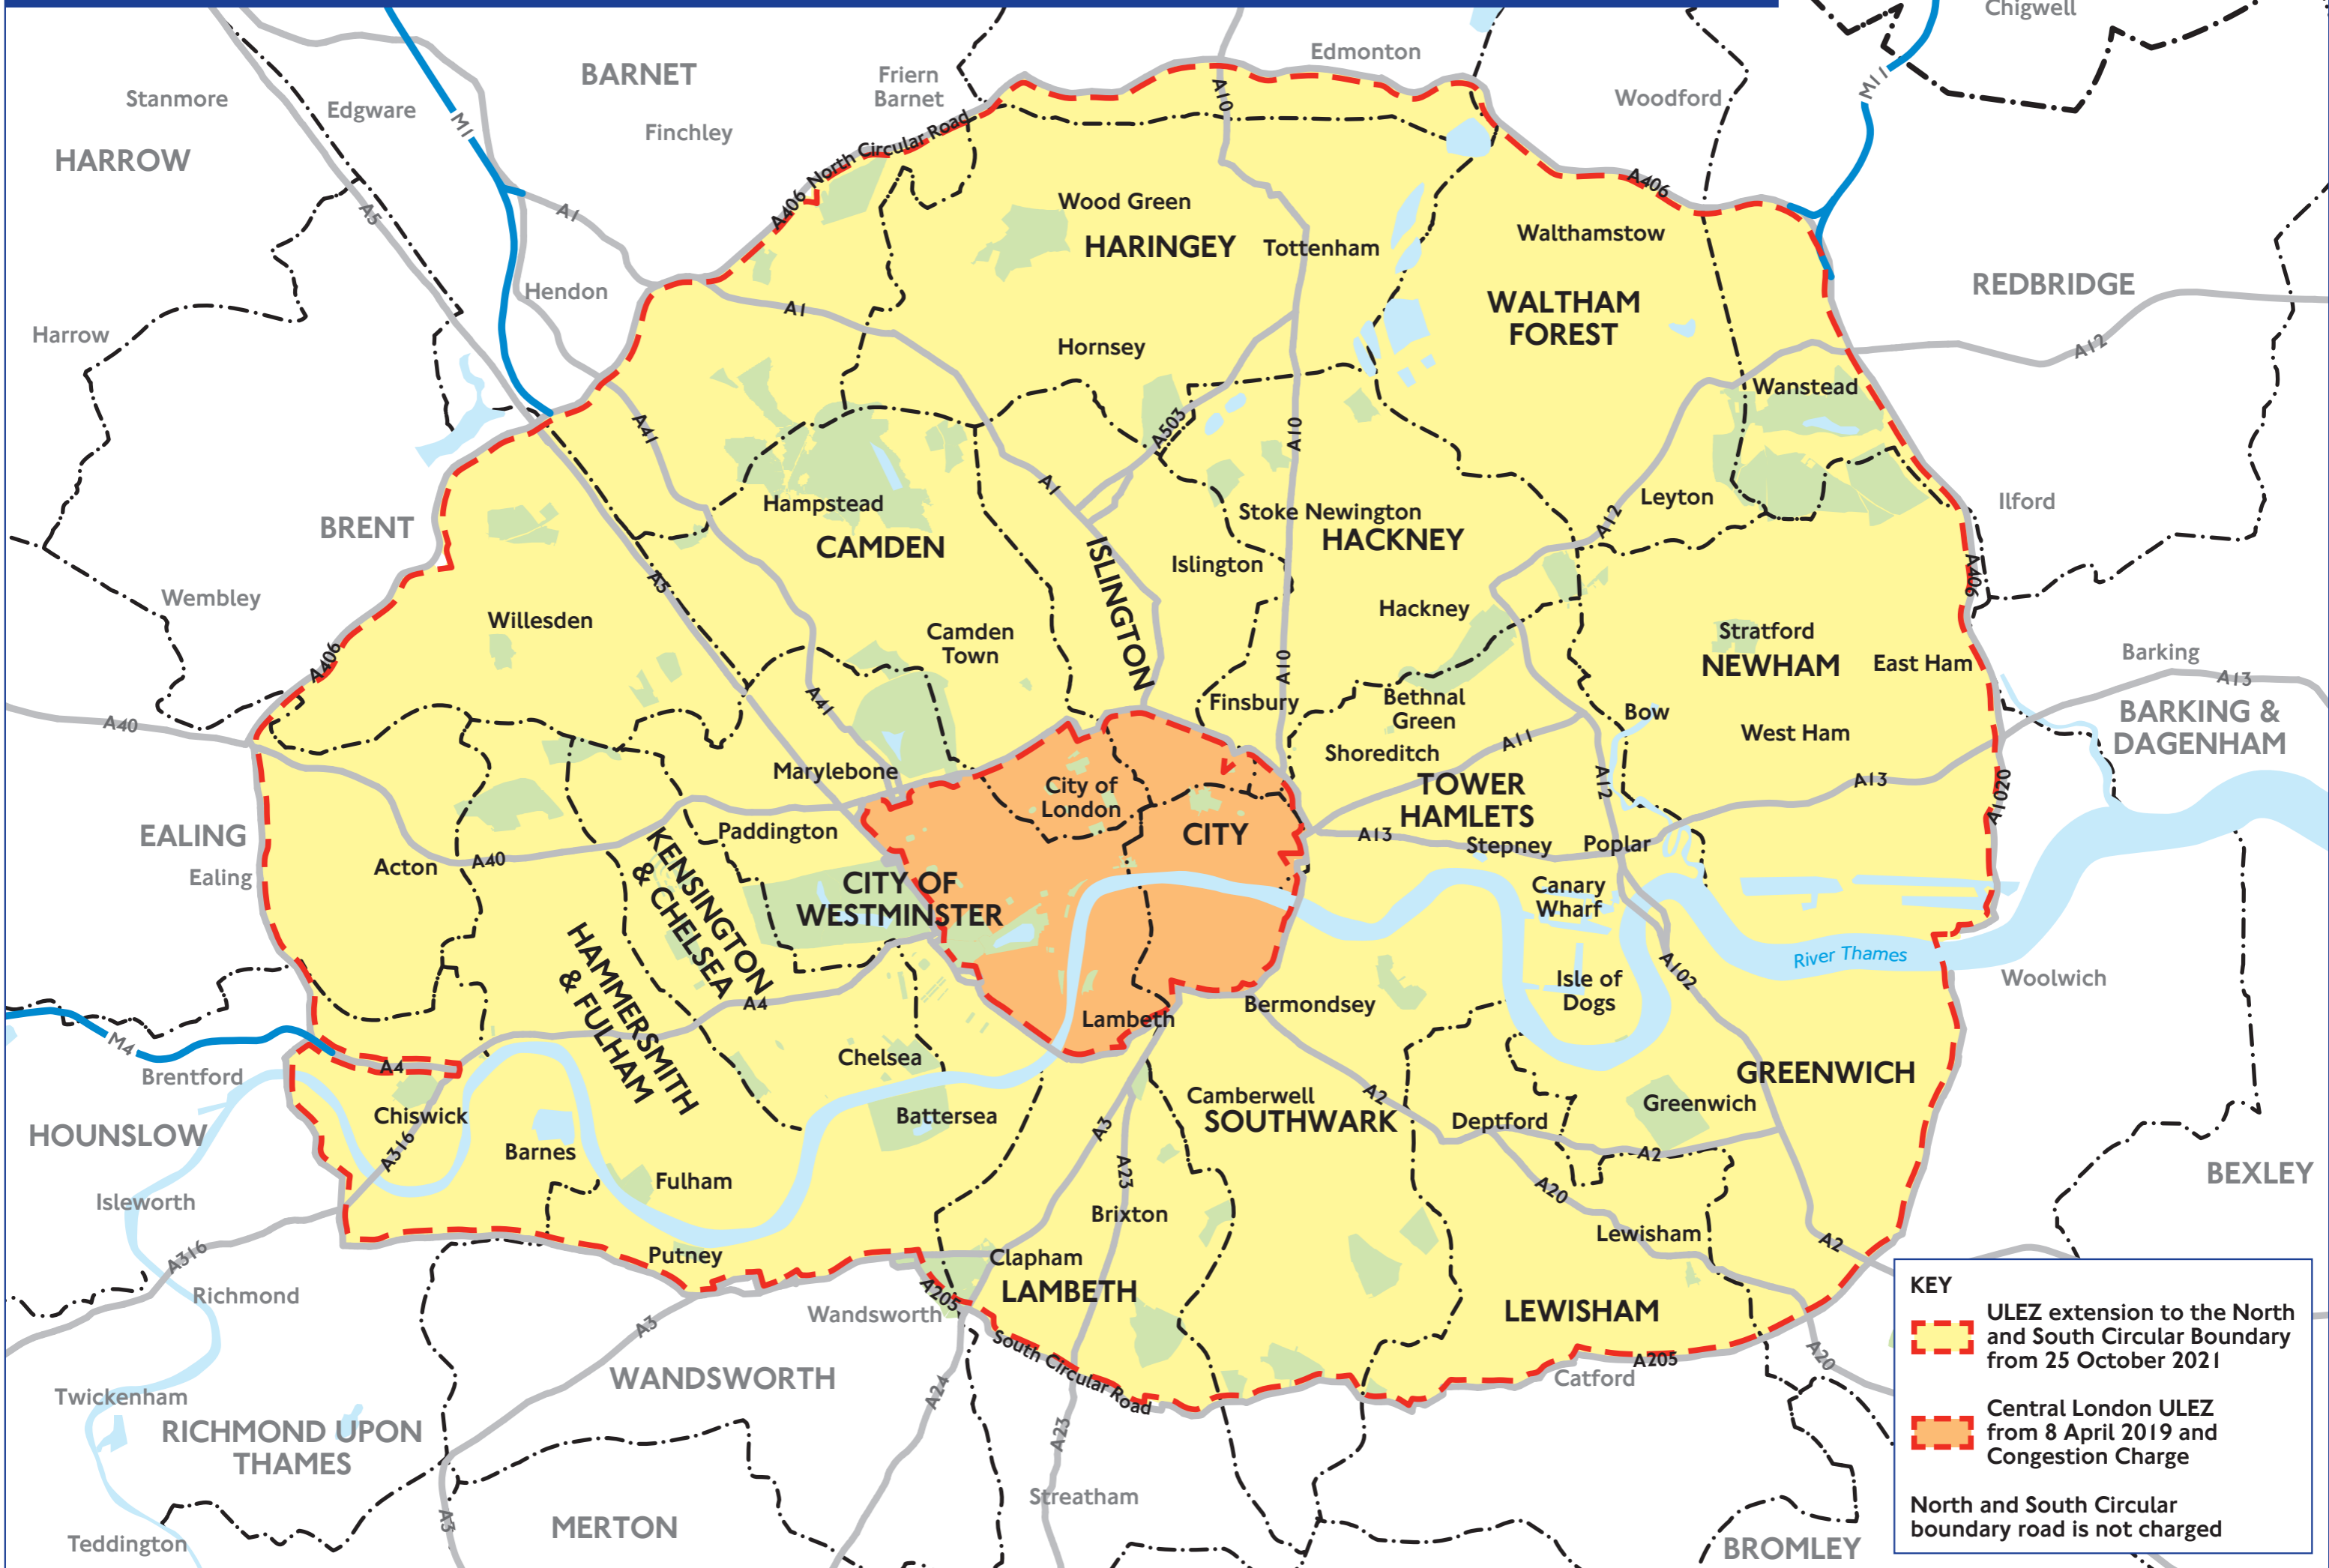 Chigwell
Edmonton
BARNET
Friern
Barnet
Stanmore
Edgware
M1
Finchley
A10
Woodford
M11
HARROW
A406 North Circular Road
A406
A5
A1
Wood Green
HARINGEY
Tottenham
Walthamstow
REDBRIDGE
Hendon
A1
WALTHAM
FOREST
Harrow
Hornsey
A12
Wanstead
A41
A503
A10
A1
Hampstead
Stoke Newington
Leyton
Ilford
BRENT
CAMDEN
ISLINGTON
HACKNEY
A12
Islington
A5
A406
Wembley
Willesden
Hackney
Camden
Town
Stratford
NEWHAM
East Ham
Barking
A13
A406
A10
A41
Finsbury
Bethnal
Green
Bow
BARKING &
DAGENHAM
A40
West Ham
Shoreditch
A11
Marylebone
City of
London
TOWER
HAMLETS
A12
A13
A1020
EALING
Paddington
CITY
A13
Stepney
Poplar
Ealing
Acton
A40
KENSINGTON
& CHELSEA
CITY OF
WESTMINSTER
Canary
Wharf
River Thames
HAMMERSMITH
& FULHAM
A102
Woolwich
Isle of
Dogs
A4
Bermondsey
Lambeth
M4
Chelsea
A4
Brentford
GREENWICH
Camberwell
SOUTHWARK
A2
Greenwich
Chiswick
Battersea
Deptford
HOUNSLOW
A316
A3
Barnes
A2
A23
Fulham
BEXLEY
A20
Isleworth
Brixton
Lewisham
A316
Putney
Clapham
A2
LAMBETH
A205
Richmond
Wandsworth
LEWISHAM
A3
South Circular Road
A205
A20
WANDSWORTH
Catford
Twickenham
A24
RICHMOND UPON
THAMES
A23
Streatham
A3
MERTON
Teddington
BROMLEY
KEY
ULEZ extension to the North
and South Circular Boundary
from 25 October 2021
Central London ULEZ
from 8 April 2019 and
Congestion Charge
North and South Circular
boundary road is not charged